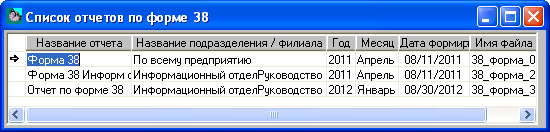 Список отчетов по форме 38
Название отчета Название подразделения / филиала Год Месяц Дата формир Имя файла
Форма 38 По всему предприятию 2011 Апрель 08/11/2011 38_форма_0
Форма 38 Информ о Информационный отделРуководство 2011 Апрель 08/11/2011 38_форма_2
Отчет по форме 38 Информационный отделРуководство 2012 Январь 08/30/2012 38_форма_3